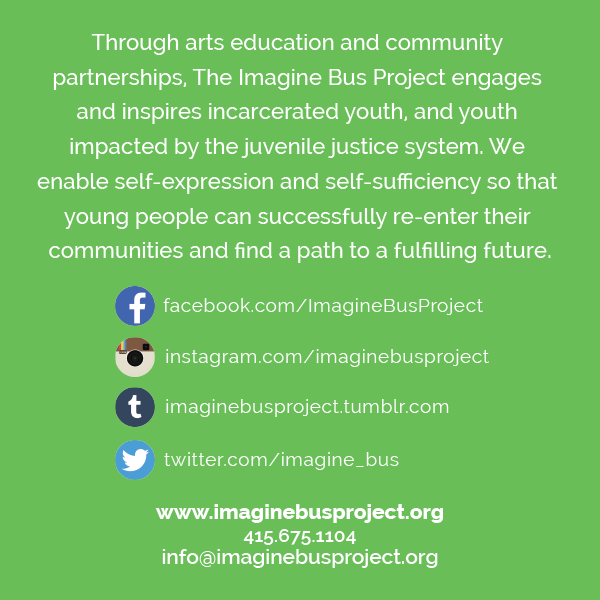 Through arts education and community
partnerships, The Imagine Bus Project engages
and inspires incarcerated youth, and youth
impacted by the juvenile justice system. We
enable self-expression and self-sufficiency so that
young people can successfully re-enter their
communities and find a path to a fulfilling future.
facebook.com/ImagineBusProject
instagram.com/imaginebusproject
imaginebusproject.tumblr.com
twitter.com/imagine_bus
www.imaginebusproject.org
415.675.1104
info@imaginebusproject.org